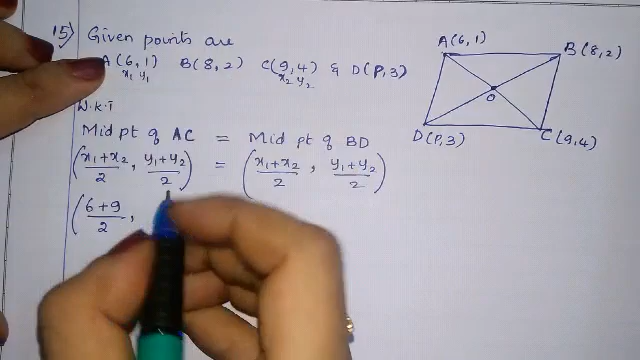 15) Given points are
A(6,1) B(8,2) C(9,4) & D(P,3)
x₁ y₁ x₂ y₂
W.K.T
Mid pt of AC = Mid pt of BD
(x₁+x₂/2, y₁+y₂/2) = (x₁+x₂/2, y₁+y₂/2)
(6+9/2,
A(6,1)
B(8,2)
O
D(P,3)
C(9,4)